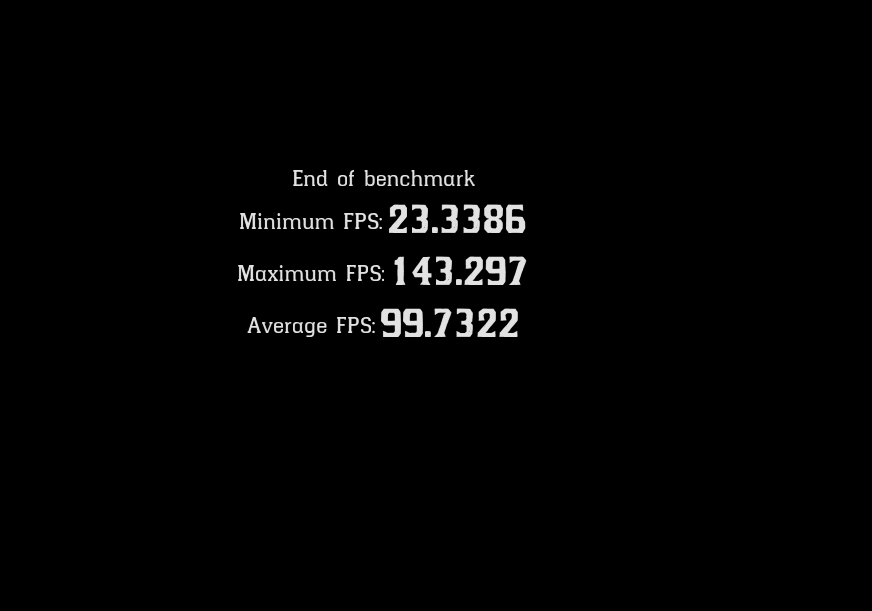 End of benchmark
Minimum FPS: 23.3386
Maximum FPS: 143.297
Average FPS: 99.7322